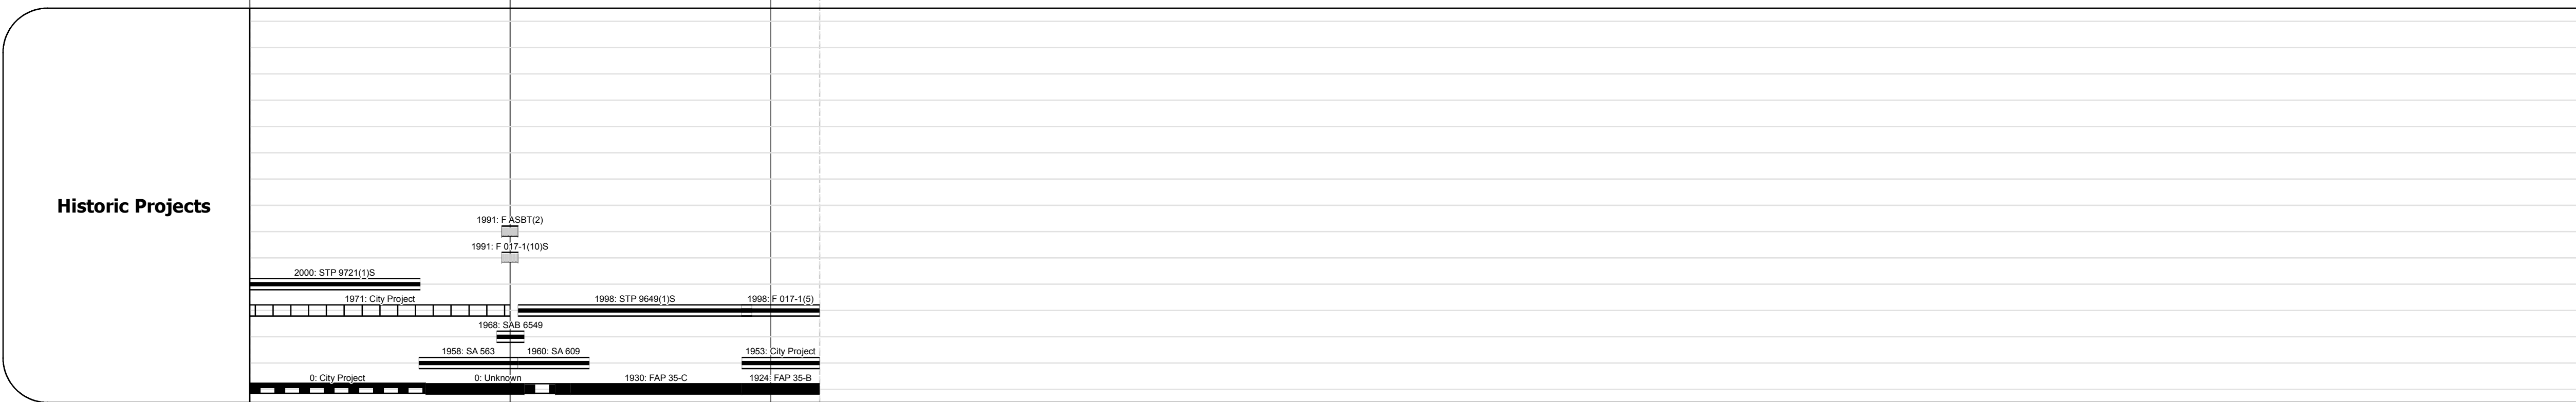 Historic Projects
1991: F ASBT(2)
1991: F 017-1(10)S
2000: STP 9721(1)S
1971: City Project
1998: STP 9649(1)S
1998: F 017-1(5)
1968: SAB 6549
1958: SA 563
1960: SA 609
1953: City Project
0: City Project
0: Unknown
1930: FAP 35-C
1924: FAP 35-B